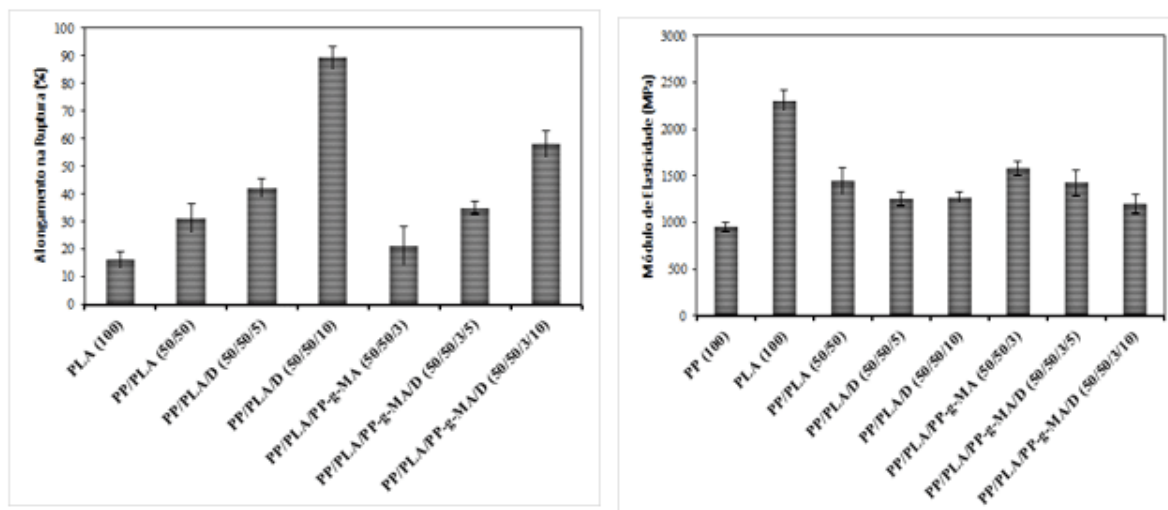 Alongamento na Ruptura (%)
100
90
80
70
60
50
40
30
20
10
0
PLA (100)
PP/PLA (50/50)
PP/PLA/D (50/50/5)
PP/PLA/D (50/50/10)
PP/PLA/PP-g-MA (50/50/3)
PP/PLA/PP-g-MA/D (50/50/3/5)
PP/PLA/PP-g-MA/D (50/50/3/10)
Módulo de Elasticidade (MPa)
3000
2500
2000
1500
1000
500
0
PP (100)
PLA (100)
PP/PLA (50/50)
PP/PLA/D (50/50/5)
PP/PLA/D (50/50/10)
PP/PLA/PP-g-MA (50/50/3)
PP/PLA/PP-g-MA/D (50/50/3/5)
PP/PLA/PP-g-MA/D (50/50/3/10)